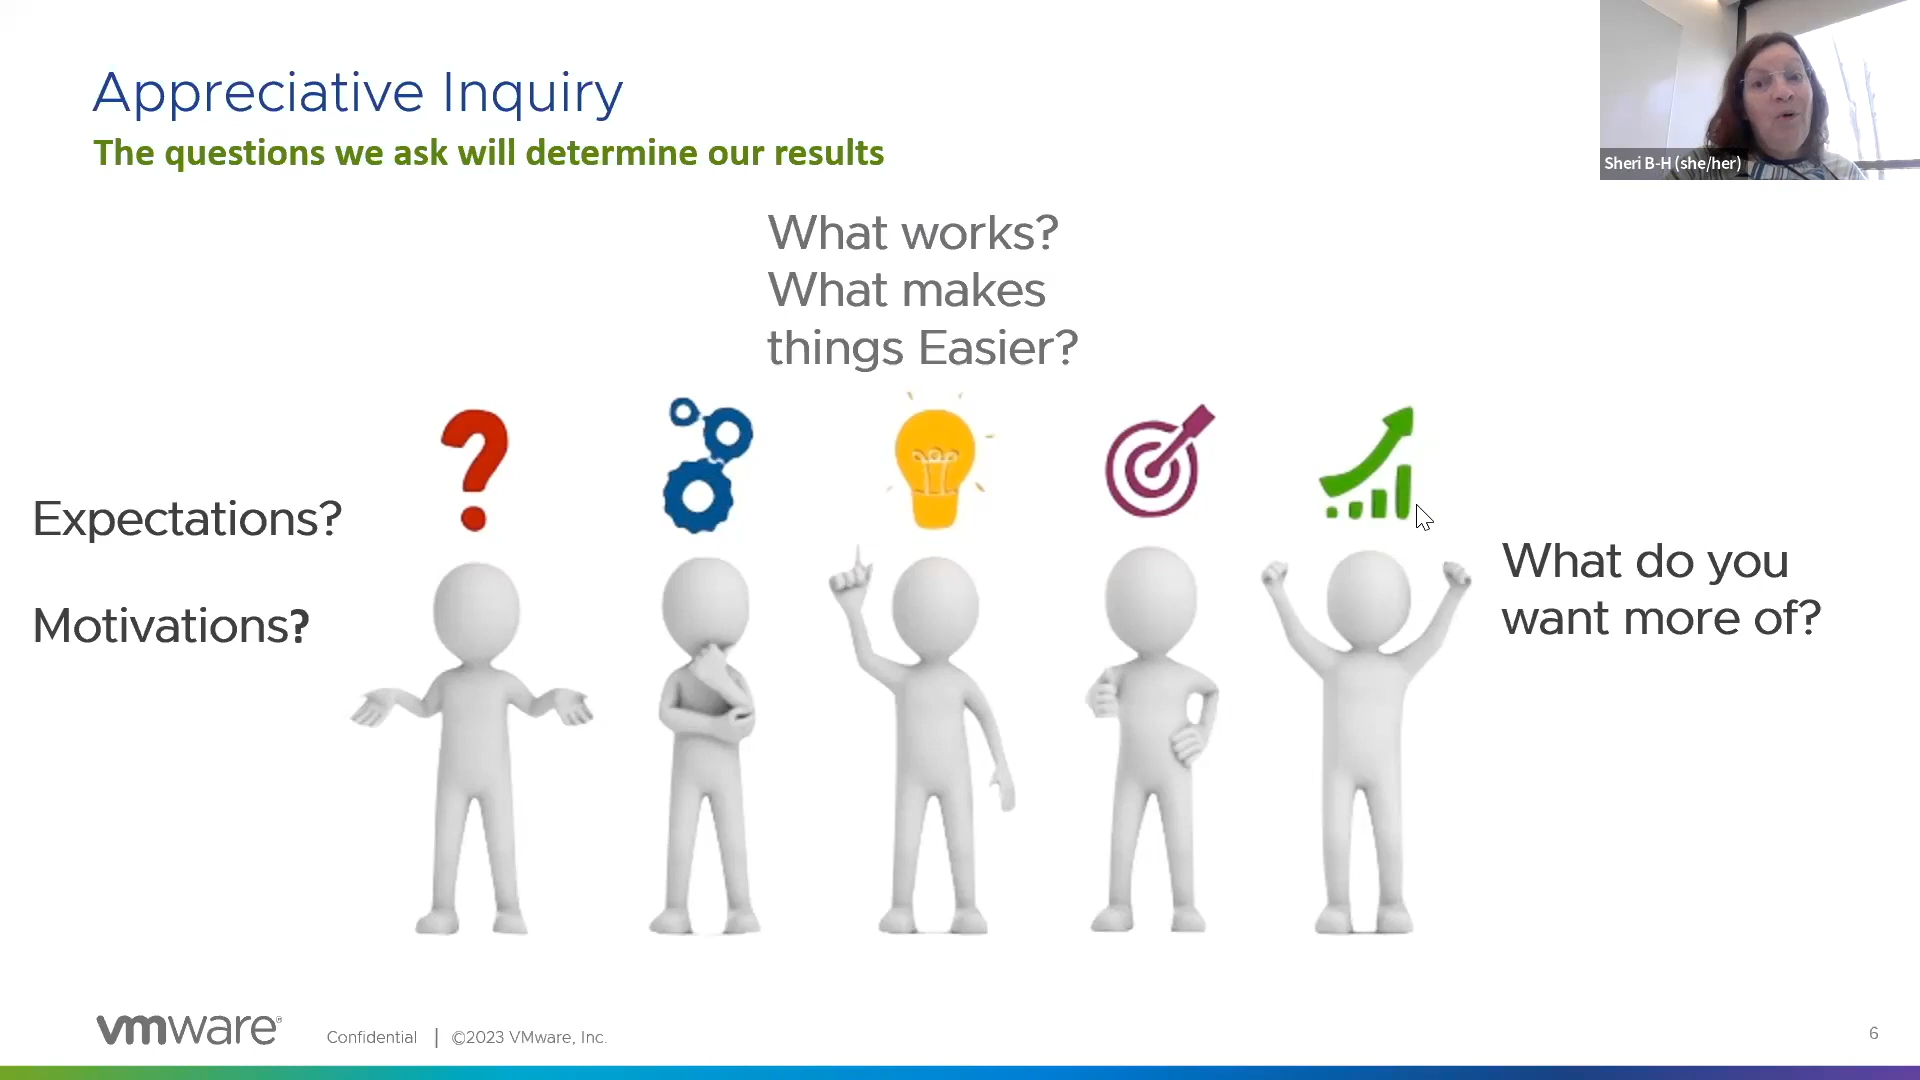 Appreciative Inquiry
The questions we ask will determine our results
Sheri B-H (she/her)
What works?
What makes
things Easier?
Expectations?
Motivations?
What do you
want more of?
vmware®
Confidential | ©2023 VMware, Inc.
6